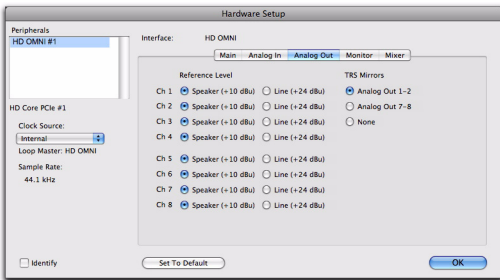 Hardware Setup
Peripherals
HD OMNI #1
HD Core PCIe #1
Clock Source:
Internal
Loop Master: HD OMNI
Sample Rate:
44.1 kHz
Identify
Interface: HD OMNI
Main Analog In Analog Out Monitor Mixer
Reference Level TRS Mirrors
Ch 1 Speaker (+10 dBu) Line (+24 dBu) Analog Out 1-2
Ch 2 Speaker (+10 dBu) Line (+24 dBu) Analog Out 7-8
Ch 3 Speaker (+10 dBu) Line (+24 dBu) None
Ch 4 Speaker (+10 dBu) Line (+24 dBu)
Ch 5 Speaker (+10 dBu) Line (+24 dBu)
Ch 6 Speaker (+10 dBu) Line (+24 dBu)
Ch 7 Speaker (+10 dBu) Line (+24 dBu)
Ch 8 Speaker (+10 dBu) Line (+24 dBu)
Set To Default OK